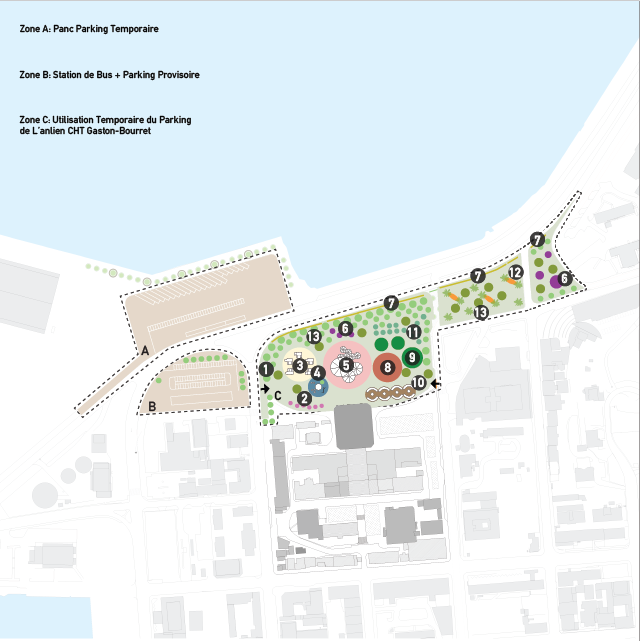 Zone A: Panc Parking Temporaire
Zone B: Station de Bus + Parking Provisoire
Zone C: Utilisation Temporaire du Parking
de L'anlien CHT Gaston-Bourret
7
6
7
12
13
7
13
6
11
1
3
4
5
8
9
10
2
A
B
C